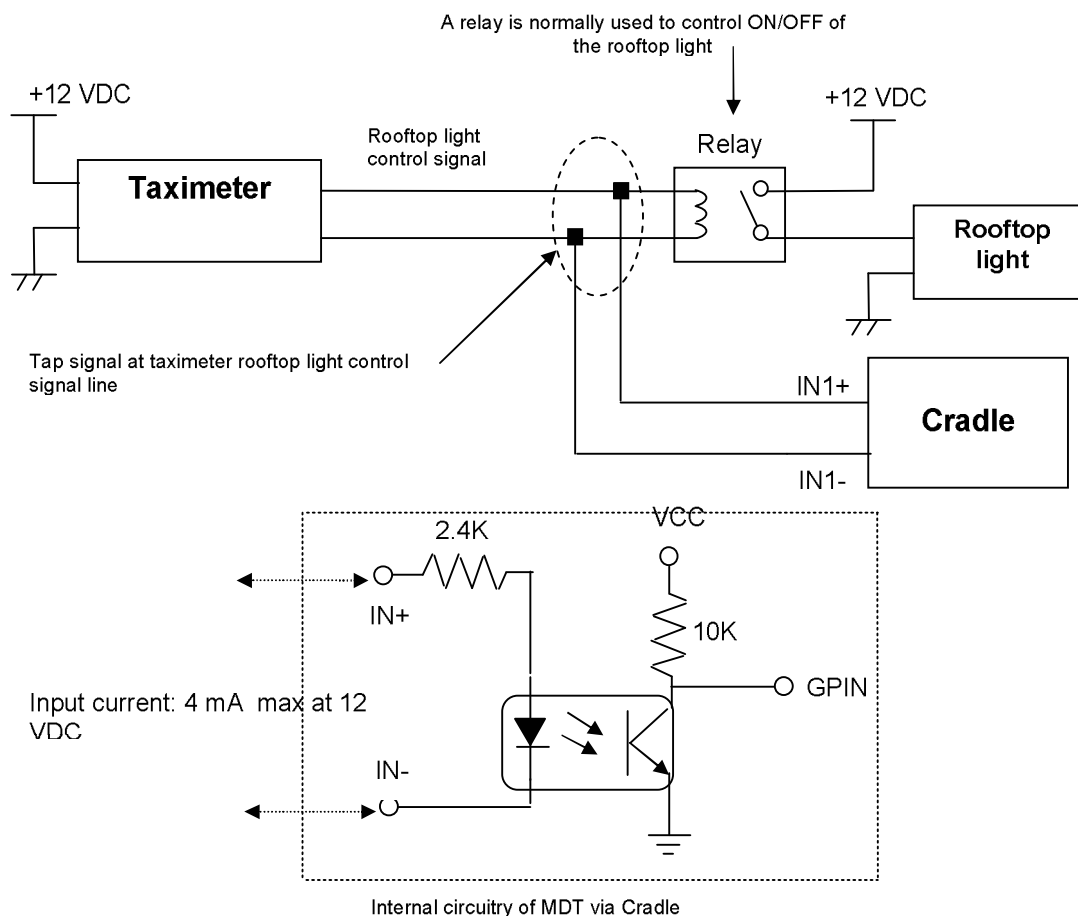 A relay is normally used to control ON/OFF of
the rooftop light
+12 VDC
+12 VDC
Rooftop light
control signal
Relay
Taximeter
Rooftop
light
Tap signal at taximeter rooftop light control
signal line
IN1+
Cradle
IN1-
VCC
2.4K
IN+
10K
GPIN
Input current: 4 mA max at 12
VDC
IN-
Internal circuitry of MDT via Cradle